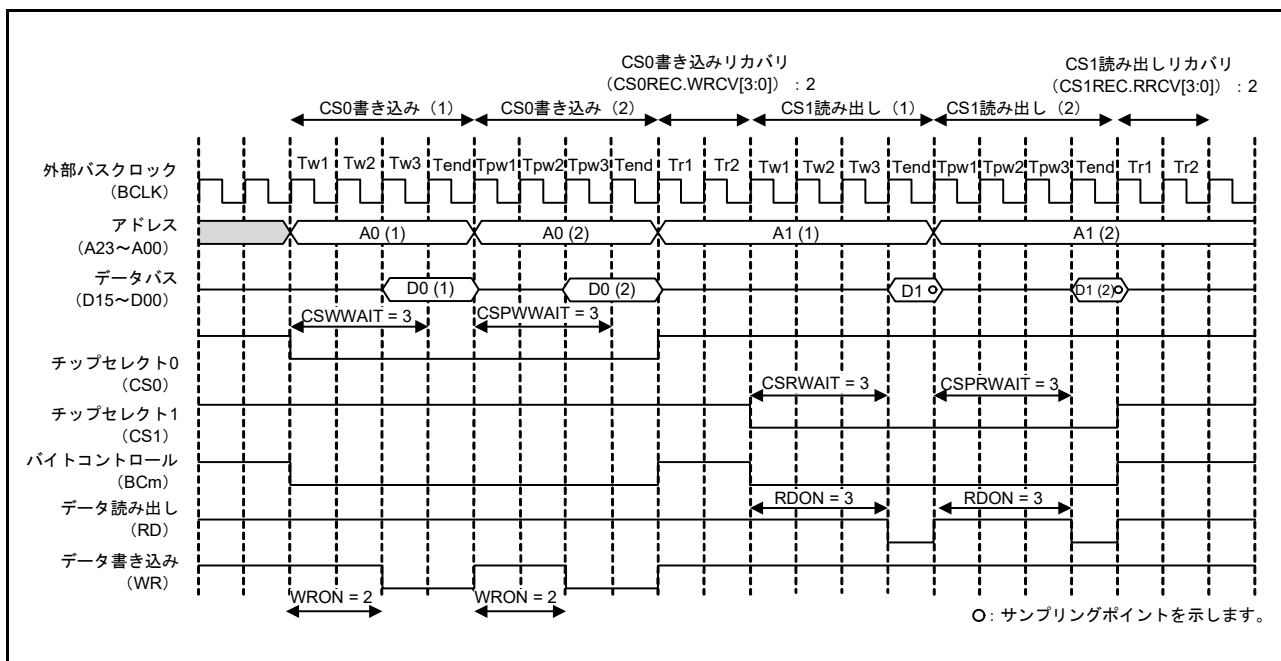 CS0書き込みリカバリ
(CS0REC.WRCV[3:0]):2
CS1読み出しリカバリ
(CS1REC.RRCV[3:0]):2
CS0書き込み(1)
CS0書き込み(2)
CS1読み出し(1)
CS1読み出し(2)
外部バスクロック
(BCLK)
Tw1 Tw2 Tw3 Tend Tpw1 Tpw2 Tpw3 Tend Tr1 Tr2 Tw1 Tw2 Tw3 Tend Tpw1 Tpw2 Tpw3 Tend Tr1 Tr2
アドレス
(A23~A00)
A0 (1) A0 (2) A1 (1) A1 (2)
データバス
(D15~D00)
D0 (1) D0 (2) D1 D1 (2)
CSWWAIT = 3 CSPWWAIT = 3
チップセレクト0
(CS0)
CSRWAIT = 3 CSPRWAIT = 3
チップセレクト1
(CS1)
バイトコントロール
(BCm)
RDON = 3 RDON = 3
データ読み出し
(RD)
データ書き込み
(WR)
WRON = 2 WRON = 2
O:サンプリングポイントを示します。